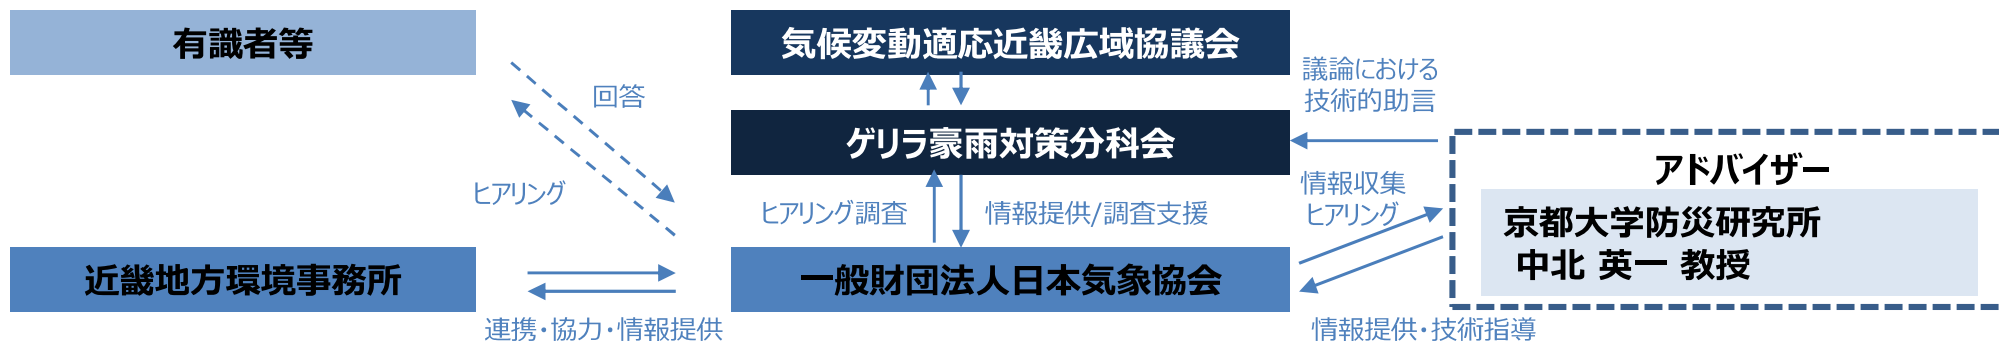 有識者等
気候変動適応近畿広域協議会
議論における
技術的助言
回答
ゲリラ豪雨対策分科会
アドバイザー
ヒアリング
ヒアリング調査
情報提供/調査支援
情報収集
ヒアリング
京都大学防災研究所
中北 英一 教授
近畿地方環境事務所
一般財団法人日本気象協会
連携・協力・情報提供
情報提供・技術指導